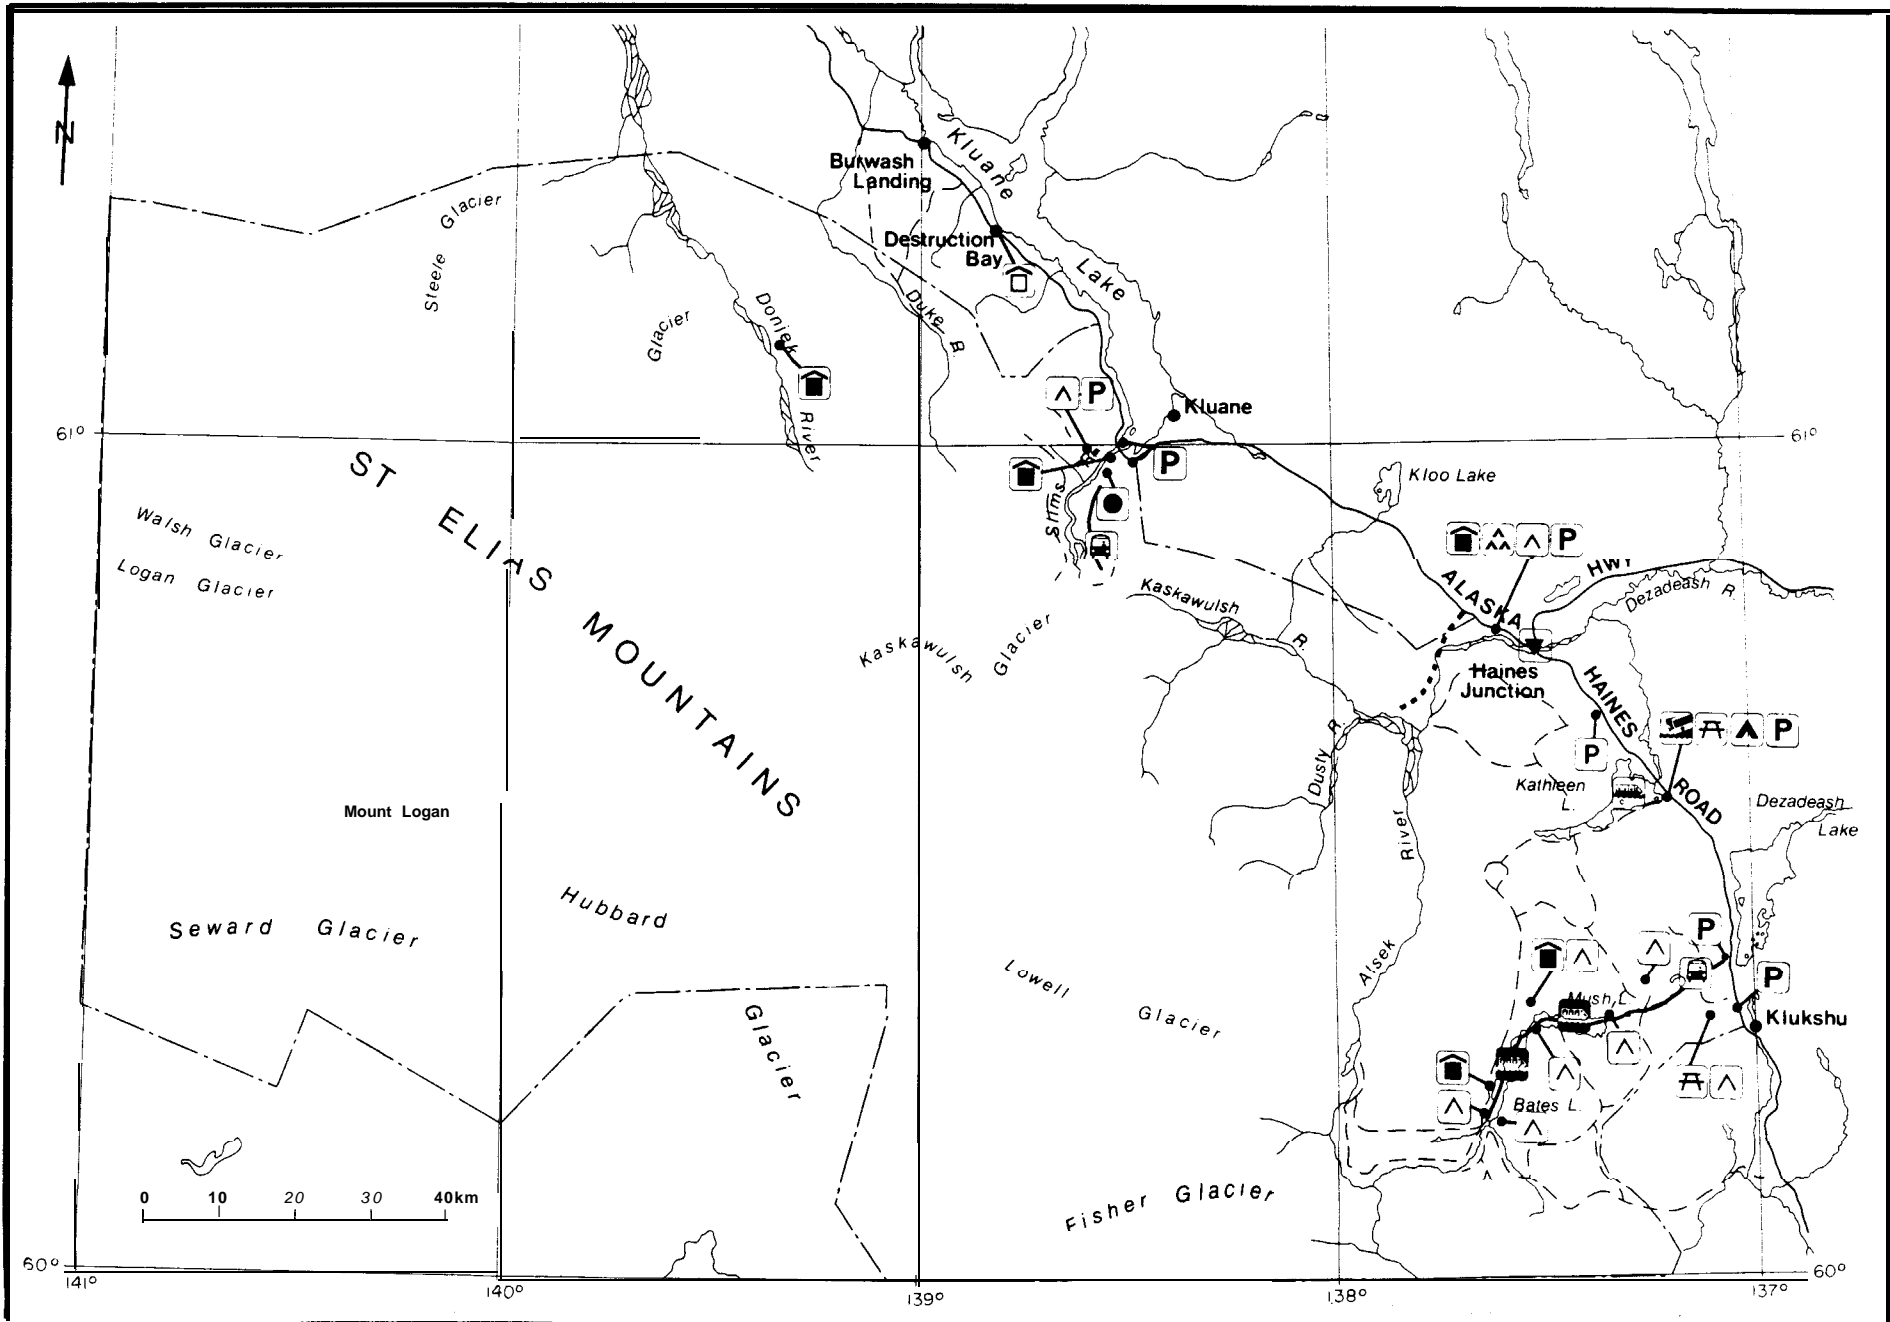 N
Kluane
Burwash
Landing
Steele Glacier
Destruction
Bay
Lake
Donjek
Duke
R.
Glacier
P
Kluane
River
61°
61°
ST ELIAS MOUNTAINS
P
Kloo Lake
Slims
Walsh Glacier
Logan Glacier
P
HWY
ALASKA
Kaskawulsh
R.
Dezadeash R.
Kaskawulsh Glacier
Haines
Junction
HAINES
P
P
Dusty R.
Kathleen
L.
ROAD
Dezadeash
Lake
Mount Logan
River
Hubbard
Seward Glacier
P
Alsek
Lowell
Glacier
P
Mush L.
Klukshu
Glacier
Bates L.
Fisher Glacier
0 10 20 30 40km
60°
60°
141°
140°
139°
138°
137°